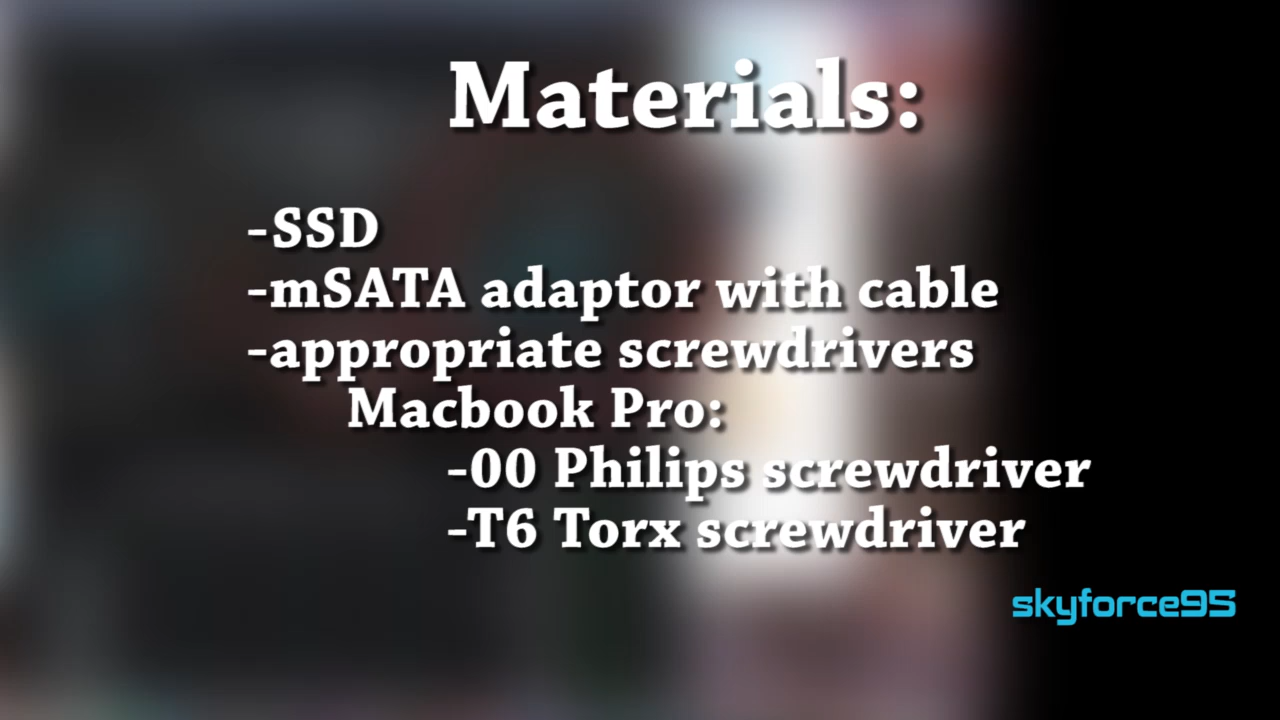 Materials:
-SSD
-mSATA adaptor with cable
-appropriate screwdrivers
Macbook Pro:
-00 Philips screwdriver
-T6 Torx screwdriver
skyforce95